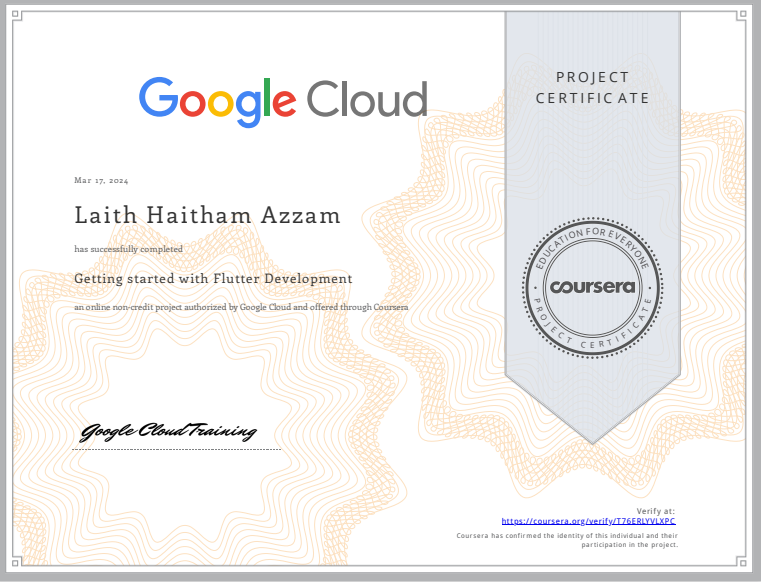 Google Cloud
PROJECT
CERTIFICATE
Mar 17, 2024
Laith Haitham Azzam
has successfully completed
Getting started with Flutter Development
an online non-credit project authorized by Google Cloud and offered through Coursera
EDUCATION FOR EVERYONE
coursera
PROJECT CERTIFICATE
Google Cloud Training
Verify at:
https://coursera.org/verify/T76ERLYVLXPC
Coursera has confirmed the identity of this individual and their
participation in the project.